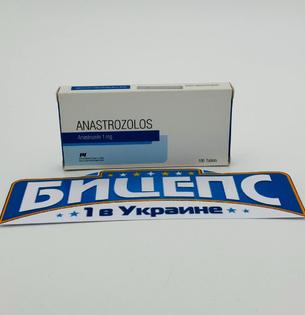 ANASTROZOLOS
Anastrozole 1 mg
100 Tablets
БИЦЕПС
1 в Украине